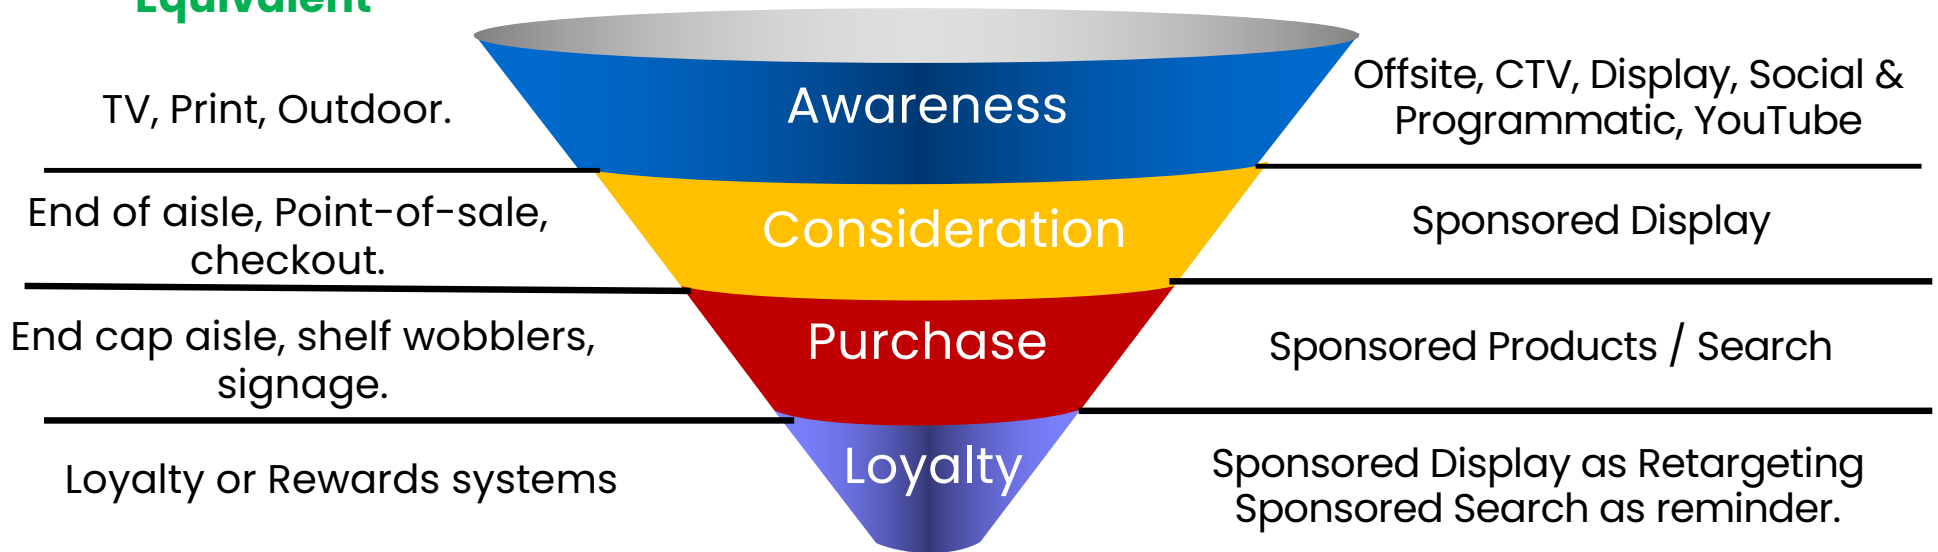 Equivalent
TV, Print, Outdoor.
Awareness
Offsite, CTV, Display, Social &
Programmatic, YouTube
End of aisle, Point-of-sale,
checkout.
Consideration
Sponsored Display
End cap aisle, shelf wobblers,
signage.
Purchase
Sponsored Products / Search
Loyalty or Rewards systems
Loyalty
Sponsored Display as Retargeting
Sponsored Search as reminder.